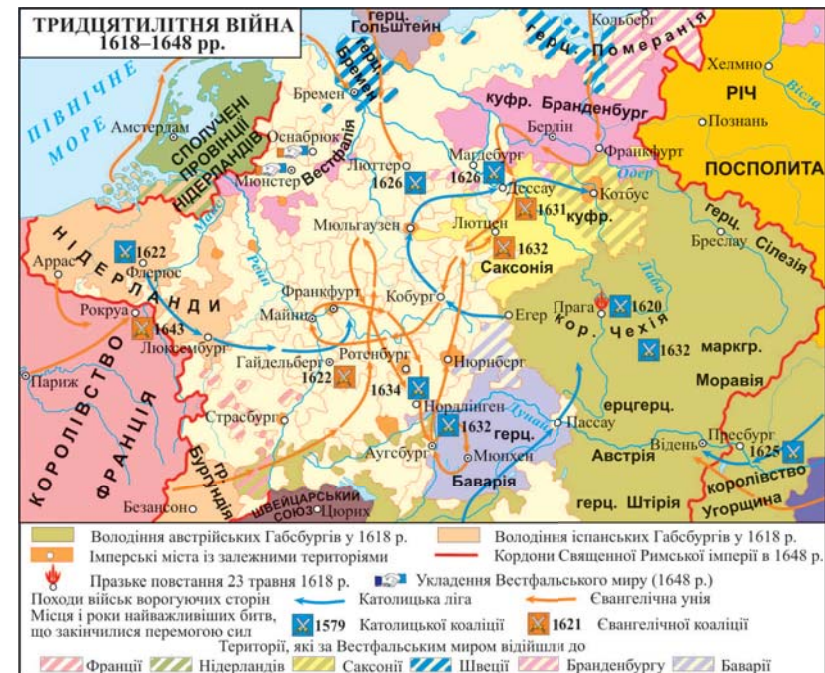 ТРИДЦЯТИЛІТНЯ ВІЙНА
1618–1648 рр.
ПІВНІЧНЕ
МОРЕ
герц.
Гольштейн
герц.
Бремен
Бремен
герц. Померанія
Кольберг
Хелмно
Вісла
РІЧ
ПОСПОЛИТА
Познань
куфр. Бранденбург
Берлін
Франкфурт
Одер
Амстердам
СПОЛУЧЕНІ
ПРОВІНЦІЇ
НІДЕРЛАНДІВ
Оснабрюк
Мюнстер
Вестфалія
Люттер
1626
Магдебург
1626
Дессау
1631
Котбус
куфр.
Саксонія
Лютцен
1632
Мюльгаузен
герц. Сілезія
Бреслау
Маас
Рейн
НІДЕРЛАНДИ
1622
Флерюс
Аррас
Рокруа
1643
Люксембург
Франкфурт
Майнц
Кобург
Егер
Прага
1620
Лаба
кор. Чехія
1632
маркгр.
Моравія
Гайдельберг
1622
Ротенбург
Нюрнберг
1634
Нордлінген
1632
Дунай
герц.
Баварія
Париж
КОРОЛІВСТВО
ФРАНЦІЯ
Страсбург
Аугсбург
Мюнхен
Пассау
ерцгерц.
Австрія
Відень
Пресбург
1625
королівство
Угорщина
герц. Штірія
гр.
Бургундія
Безансон
ШВЕЙЦАРСЬКИЙ
СОЮЗ
Цюрих
Володіння австрійських Габсбургів у 1618 р.
Володіння іспанських Габсбургів у 1618 р.
Імперські міста із залежними територіями
Кордони Священної Римської імперії в 1648 р.
Празьке повстання 23 травня 1618 р.
Укладення Вестфальського миру (1648 р.)
Походи військ ворогуючих сторін
Католицька ліга
Євангелічна унія
Місця і роки найважливіших битв,
що закінчилися перемогою сил
1579
Католицької коаліції
1621
Євангелічної коаліції
Території, які за Вестфальським миром відійшли до
Франції
Нідерландів
Саксонії
Швеції
Бранденбургу
Баварії